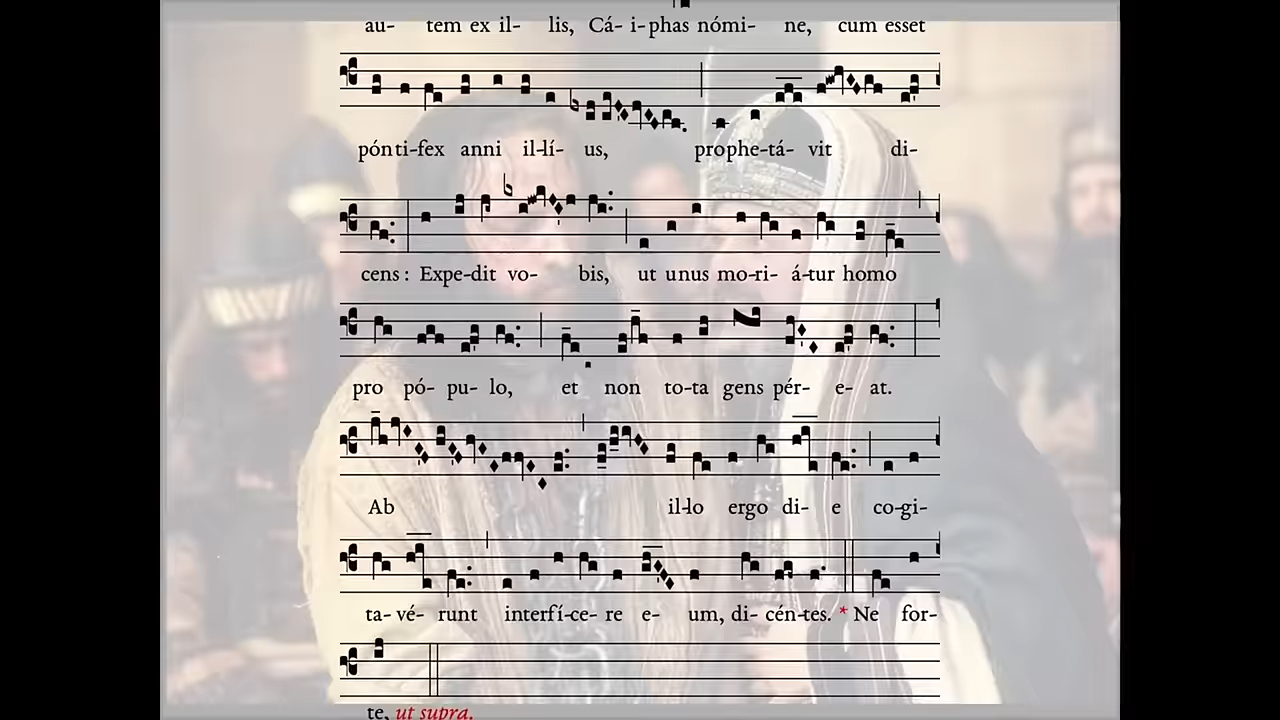 au- tem ex il- lis, Cá- i- phas nómi- ne, cum esset
pónti-fex anni il-lí- us, prophe-tá- vit di-
cens: Expe-dit vo- bis, ut unus mo-ri- á-tur homo
pro pó- pu- lo, et non to-ta gens pér- e- at.
Ab il-lo ergo di- e co-gi-
ta- vé- runt interfí-ce- re e- um, di- cén-tes. * Ne for-
te, ut supra.